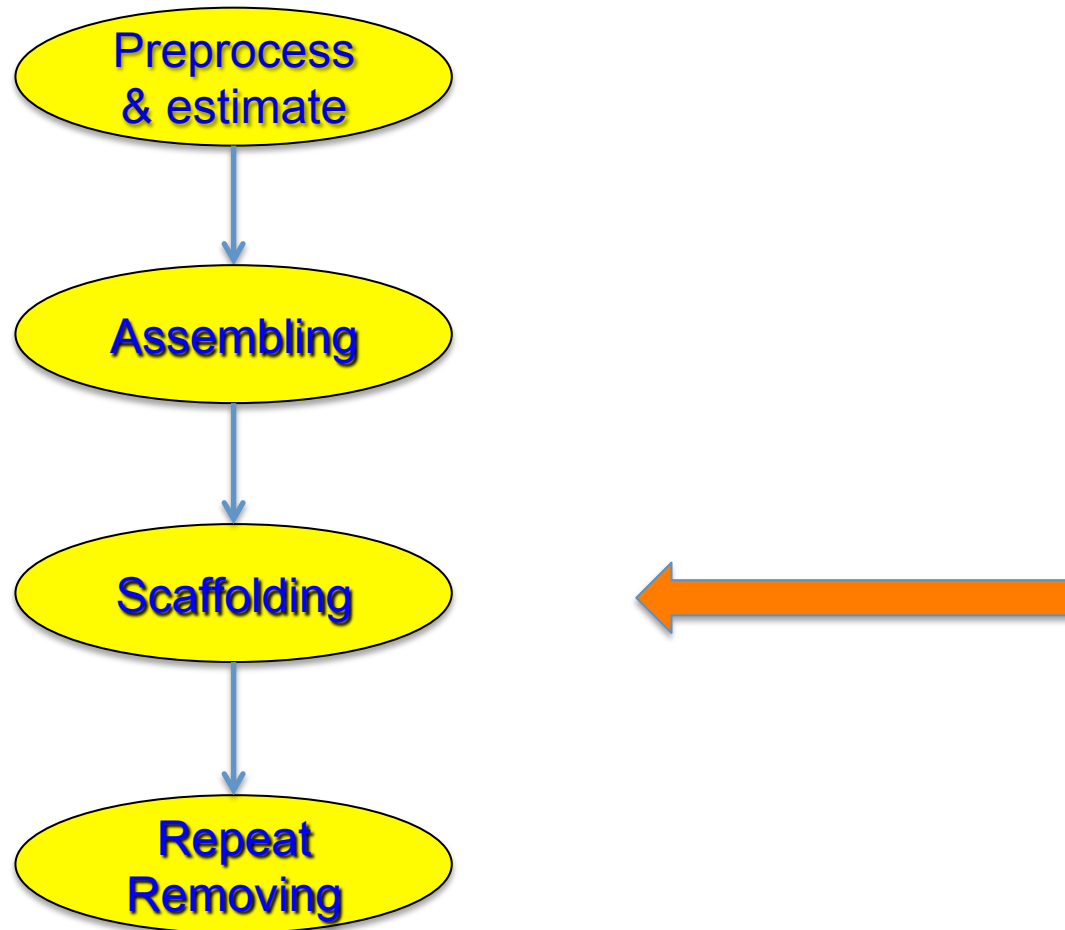 Preprocess
& estimate
Assembling
Scaffolding
Repeat
Removing